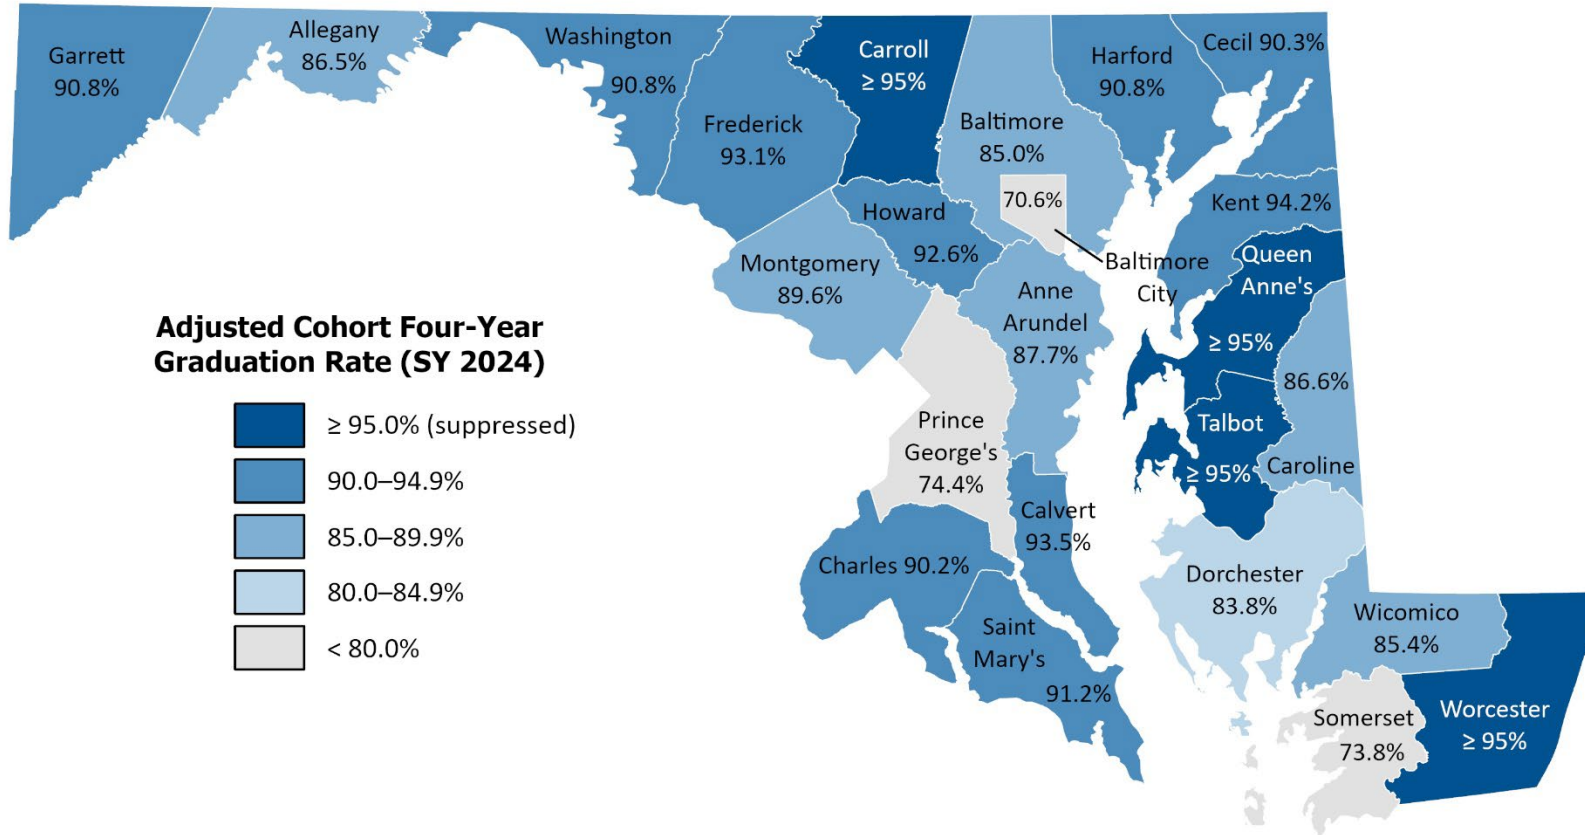 Garrett
90.8%
Allegany
86.5%
Washington
90.8%
Frederick
93.1%
Carroll
≥ 95%
Baltimore
85.0%
70.6%
Baltimore
City
Harford
90.8%
Cecil 90.3%
Howard
92.6%
Montgomery
89.6%
Anne
Arundel
87.7%
Kent 94.2%
Queen
Anne's
≥ 95%
86.6%
Caroline
Talbot
≥ 95%
Prince
George's
74.4%
Calvert
93.5%
Charles 90.2%
Saint
Mary's
91.2%
Dorchester
83.8%
Wicomico
85.4%
Somerset
73.8%
Worcester
≥ 95%
Adjusted Cohort Four-Year
Graduation Rate (SY 2024)
≥ 95.0% (suppressed)
90.0–94.9%
85.0–89.9%
80.0–84.9%
< 80.0%